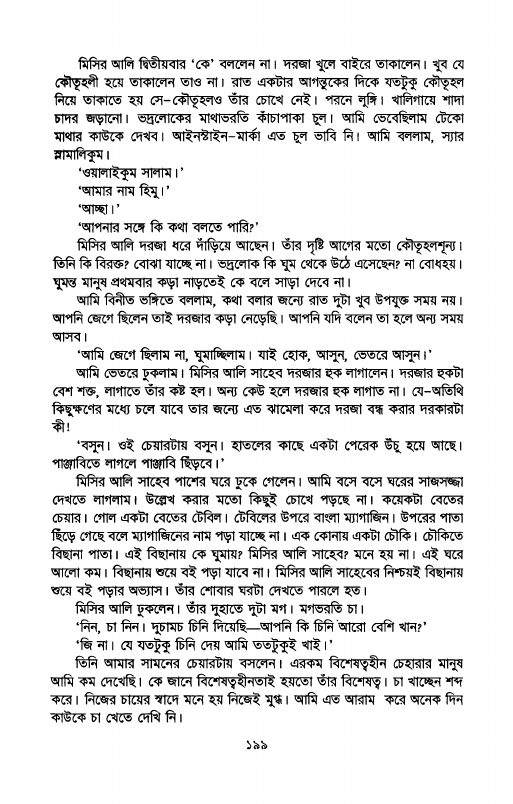 মিসির আলি দ্বিতীয়বার ‘কে’ বললেন না। দরজা খুলে বাইরে তাকালেন। খুব যে
কৌতূহলী হয়ে তাকালেন তাও না। রাত একটার আগন্তুকের দিকে যতটুকু কৌতূহল
নিয়ে তাকাতে হয় সে-কৌতূহলও তাঁর চোখে নেই। পরনে লুঙ্গি। খালিগায়ে শাদা
চাদর জড়ানো। ভদ্রলোকের মাথাভরতি কাঁচাপাকা চুল। আমি ভেবেছিলাম টেকো
মাথার কাউকে দেখব। আইনস্টাইন-মার্কা এত চুল ভাবি নি। আমি বললাম, স্যার
স্লামালিকুম।
‘ওয়ালাইকুম সালাম।’
‘আমার নাম হিমু।’
‘আচ্ছা।’
‘আপনার সঙ্গে কি কথা বলতে পারি?’
মিসির আলি দরজা ধরে দাঁড়িয়ে আছেন। তাঁর দৃষ্টি আগের মতো কৌতূহলশূন্য।
তিনি কি বিরক্ত? বোঝা যাচ্ছে না। ভদ্রলোক কি ঘুম থেকে উঠে এসেছেন? না বোধহয়।
ঘুমন্ত মানুষ প্রথমবার কড়া নাড়তেই কে বলে সাড়া দেবে না।
আমি বিনীত ভঙ্গিতে বললাম, কথা বলার জন্যে রাত দুটা খুব উপযুক্ত সময় নয়।
আপনি জেগে ছিলেন তাই দরজার কড়া নেড়েছি। আপনি যদি বলেন তা হলে অন্য সময়
আসব।
‘আমি জেগে ছিলাম না, ঘুমাচ্ছিলাম। যাই হোক, আসুন, ভেতরে আসুন।’
আমি ভেতরে ঢুকলাম। মিসির আলি সাহেব দরজার হুক লাগালেন। দরজার হুকটা
বেশ শক্ত, লাগাতে তাঁর কষ্ট হল। অন্য কেউ হলে দরজার হুক লাগাত না। যে-অতিথি
কিছুক্ষণের মধ্যে চলে যাবে তার জন্যে এত ঝামেলা করে দরজা বন্ধ করার দরকারটা
কী!
‘বসুন। ওই চেয়ারটায় বসুন। হাতলের কাছে একটা পেরেক উঁচু হয়ে আছে।
পাঞ্জাবিতে লাগলে পাঞ্জাবি ছিঁড়বে।’
মিসির আলি সাহেব পাশের ঘরে ঢুকে গেলেন। আমি বসে বসে ঘরের সাজসজ্জা
দেখতে লাগলাম। উল্লেখ করার মতো কিছুই চোখে পড়ছে না। কয়েকটা বেতের
চেয়ার। গোল একটা বেতের টেবিল। টেবিলের উপরে বাংলা ম্যাগাজিন। উপরের পাতা
ছিঁড়ে গেছে বলে ম্যাগাজিনের নাম পড়া যাচ্ছে না। এক কোনায় একটা চৌকি। চৌকিতে
বিছানা পাতা। এই বিছানায় কে ঘুমায়? মিসির আলি সাহেব? মনে হয় না। এই ঘরে
আলো কম। বিছানায় শুয়ে বই পড়া যাবে না। মিসির আলি সাহেবের নিশ্চয়ই বিছানায়
শুয়ে বই পড়ার অভ্যাস। তাঁর শোবার ঘরটা দেখতে পারলে হত।
মিসির আলি ঢুকলেন। তাঁর দুহাতে দুটা মগ। মগভরতি চা।
‘নিন, চা নিন। দুচামচ চিনি দিয়েছি—আপনি কি চিনি আরো বেশি খান?’
‘জি না। যে যতটুকু চিনি দেয় আমি ততটুকুই খাই।’
তিনি আমার সামনের চেয়ারটায় বসলেন। এরকম বিশেষত্বহীন চেহারার মানুষ
আমি কম দেখেছি। কে জানে বিশেষত্বহীনতাই হয়তো তাঁর বিশেষত্ব। চা খাচ্ছেন শব্দ
করে। নিজের চায়ের স্বাদে মনে হয় নিজেই মুগ্ধ। আমি এত আরাম করে অনেক দিন
কাউকে চা খেতে দেখি নি।
১৯৯